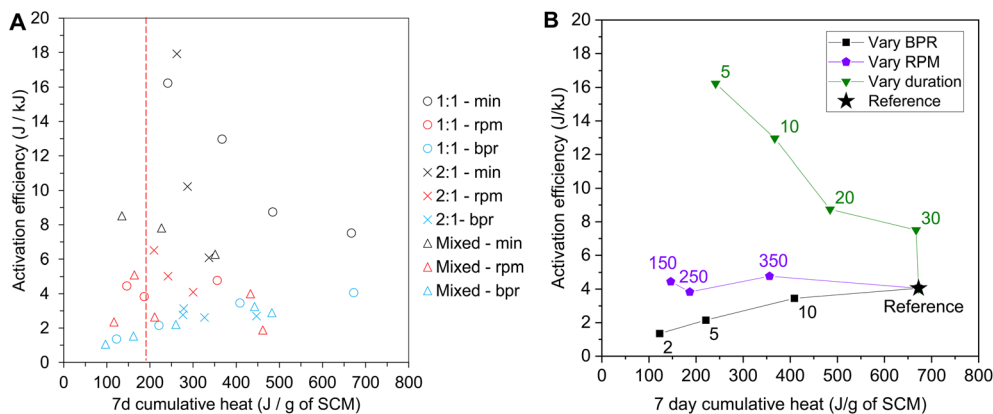 A
Activation efficiency (J / kJ)
20
18
16
14
12
10
8
6
4
2
0
0 100 200 300 400 500 600 700 800
7d cumulative heat (J / g of SCM)
1:1 - min
1:1 - rpm
1:1 - bpr
2:1 - min
2:1 - rpm
2:1- bpr
Mixed - min
Mixed - rpm
Mixed - bpr
B
Activation efficiency (J/kJ)
20
18
16
14
12
10
8
6
4
2
0
0 100 200 300 400 500 600 700 800
7 day cumulative heat (J/g of SCM)
Vary BPR
Vary RPM
Vary duration
Reference
5
10
20
30
150
250
350
Reference
2
5
10